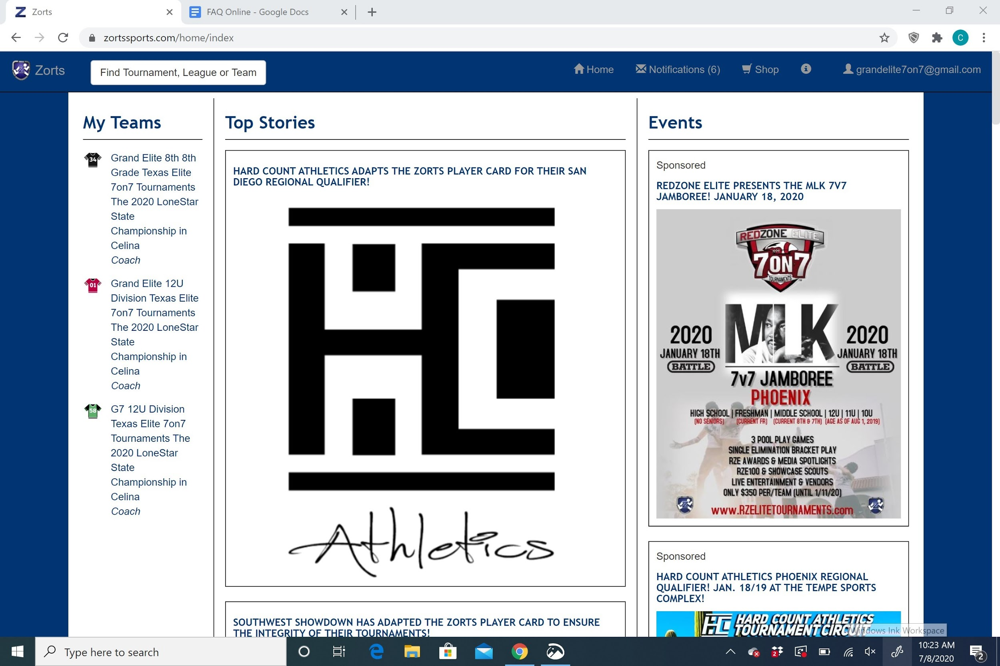 Zorts
FAQ Online - Google Docs
zortssports.com/home/index
C
Zorts
Find Tournament, League or Team
Home
Notifications (6)
Shop
grandelite7on7@gmail.com
My Teams
34
Grand Elite 8th 8th
Grade Texas Elite
7on7 Tournaments
The 2020 LoneStar
State
Championship in
Celina
Coach
01
Grand Elite 12U
Division Texas Elite
7on7 Tournaments
The 2020 LoneStar
State
Championship in
Celina
Coach
58
G7 12U Division
Texas Elite 7on7
Tournaments The
2020 LoneStar
State
Championship in
Celina
Coach
Top Stories
HARD COUNT ATHLETICS ADAPTS THE ZORTS PLAYER CARD FOR THEIR SAN
DIEGO REGIONAL QUALIFIER!
HC
Athletics
SOUTHWEST SHOWDOWN HAS ADAPTED THE ZORTS PLAYER CARD TO ENSURE
THE INTEGRITY OF THEIR TOURNAMENTS!
Events
Sponsored
REDZONE ELITE PRESENTS THE MLK 7V7
JAMBOREE! JANUARY 18, 2020
REDZONE ELITE
7ON7
TOURNAMENTS
MLK
2020
JANUARY 18TH
BATTLE
2020
JANUARY 18TH
BATTLE
7v7 JAMBOREE
PHOENIX
HIGH SCHOOL | FRESHMAN | MIDDLE SCHOOL | 12U | 11U | 10U
(NO SENIORS) (CURRENT FR) (CURRENT 8TH & 7TH) (AGE AS OF AUG 1, 2019)
3 POOL PLAY GAMES
SINGLE ELIMINATION BRACKET PLAY
RZE AWARDS & MEDIA SPOTLIGHTS
RZE100 & SHOWCASE SCOUTS
LIVE ENTERTAINMENT & VENDORS
ONLY $350 PER/TEAM (UNTIL 1/11/20)
www.RZELITETOURNAMENTS.com
Sponsored
HARD COUNT ATHLETICS PHOENIX REGIONAL
QUALIFIER! JAN. 18/19 AT THE TEMPE SPORTS
COMPLEX!
HC HARD COUNT ATHLETICS
TOURNAMENT CIRCUIT
Windows Ink Workspace
Type here to search
2
10:23 AM
7/8/2020
2